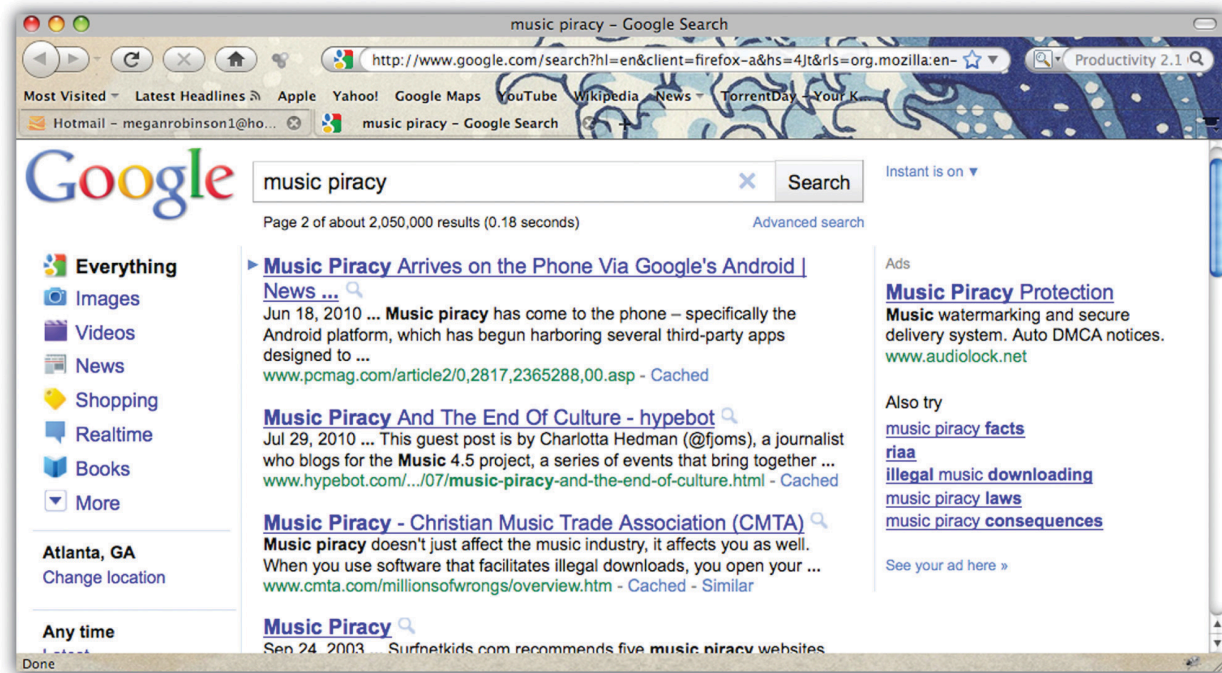 music piracy – Google Search
http://www.google.com/search?hl=en&client=firefox-a&hs=4Jt&rls=org.mozilla:en-
Productivity 2.1
Most Visited Latest Headlines Apple Yahoo! Google Maps YouTube Wikipedia News TorrentDay - Your K...
Hotmail – meganrobinson1@ho... music piracy – Google Search +
Google
music piracy
Search
Instant is on ▼
Page 2 of about 2,050,000 results (0.18 seconds)
Advanced search
Everything
Images
Videos
News
Shopping
Realtime
Books
More
Atlanta, GA
Change location
Any time
Latest
Music Piracy Arrives on the Phone Via Google's Android |
News ...
Jun 18, 2010 ... Music piracy has come to the phone – specifically the
Android platform, which has begun harboring several third-party apps
designed to ...
www.pcmag.com/article2/0,2817,2365288,00.asp - Cached
Music Piracy And The End Of Culture - hypebot
Jul 29, 2010 ... This guest post is by Charlotta Hedman (@fjoms), a journalist
who blogs for the Music 4.5 project, a series of events that bring together ...
www.hypebot.com/.../07/music-piracy-and-the-end-of-culture.html - Cached
Music Piracy - Christian Music Trade Association (CMTA)
Music piracy doesn't just affect the music industry, it affects you as well.
When you use software that facilitates illegal downloads, you open your ...
www.cmta.com/millionsofwrongs/overview.htm - Cached - Similar
Music Piracy
Sep 24, 2003 ... Surfnetkids.com recommends five music piracy websites
Ads
Music Piracy Protection
Music watermarking and secure
delivery system. Auto DMCA notices.
www.audiolock.net
Also try
music piracy facts
riaa
illegal music downloading
music piracy laws
music piracy consequences
See your ad here »
Done